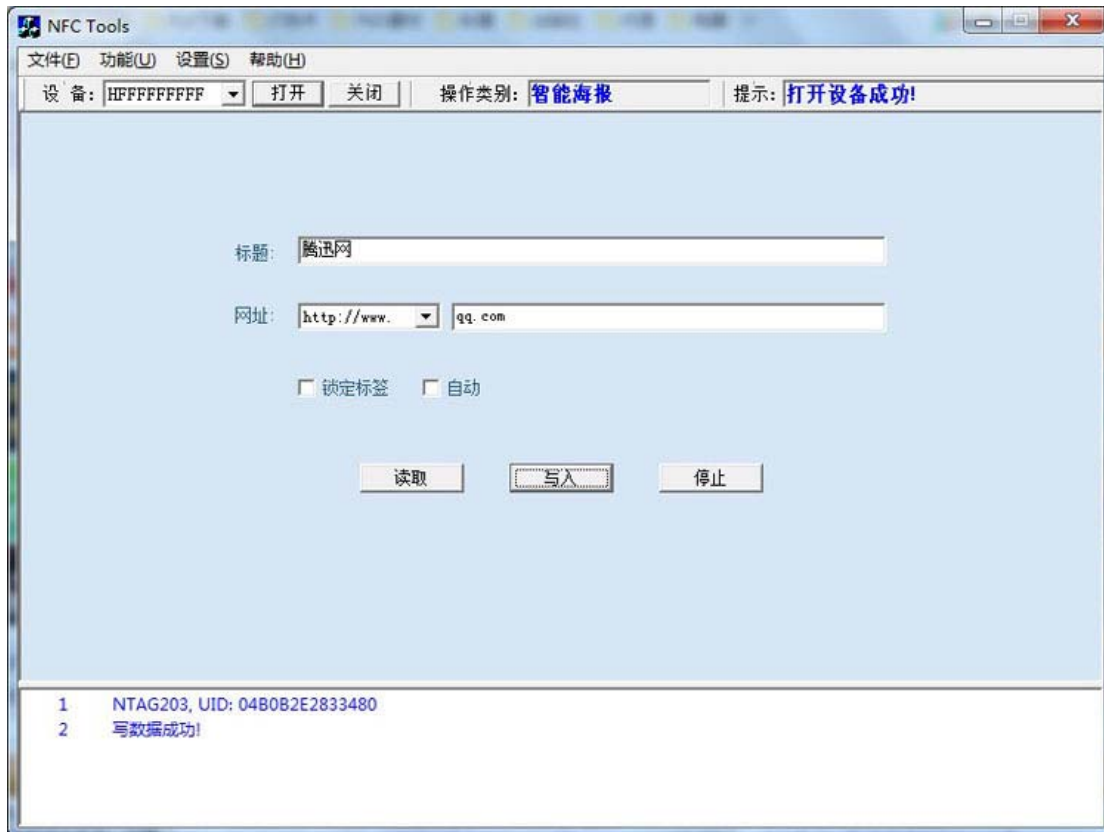 NFC Tools
文件(F) 功能(U) 设置(S) 帮助(H)
设 备: HFFFFFFFFF 打开 关闭 操作类别: 智能海报 提示: 打开设备成功!
标题: 腾迅网
网址: http://www. qq.com
锁定标签 自动
读取 写入 停止
1 NTAG203, UID: 04B0B2E2833480
2 写数据成功!